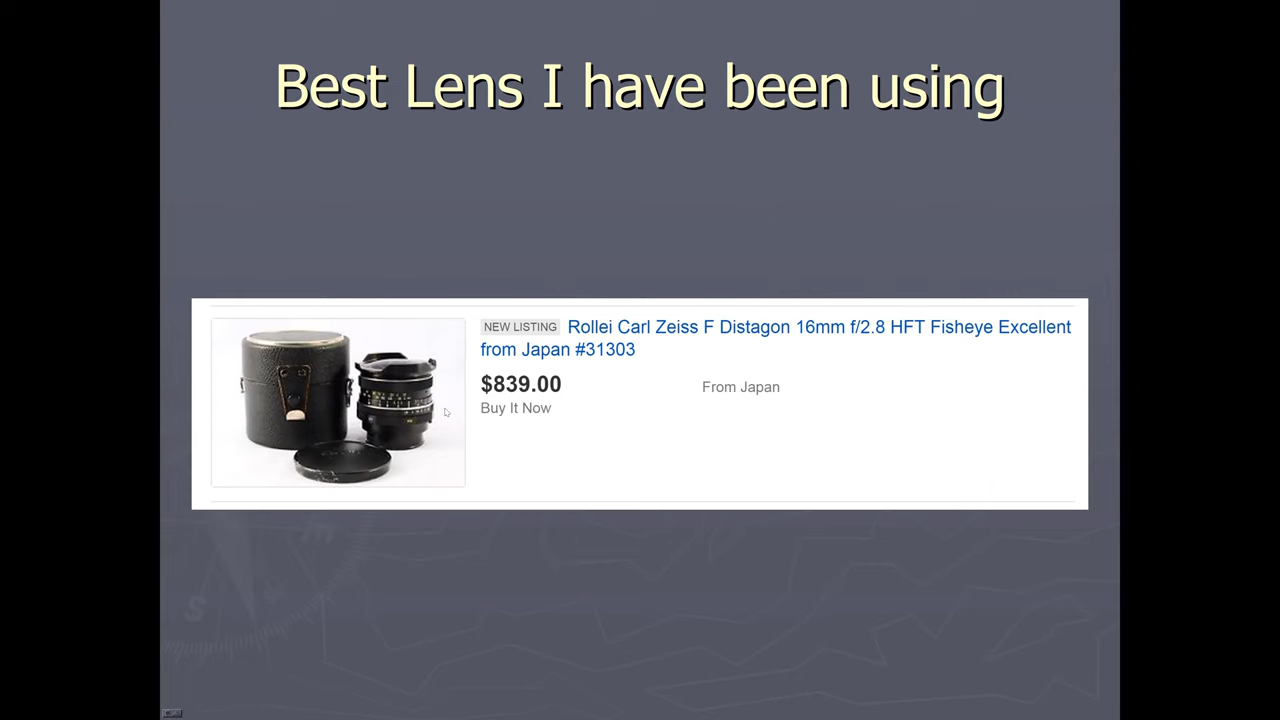 Best Lens I have been using
NEW LISTING Rollei Carl Zeiss F Distagon 16mm f/2.8 HFT Fisheye Excellent
from Japan #31303
$839.00 From Japan
Buy It Now